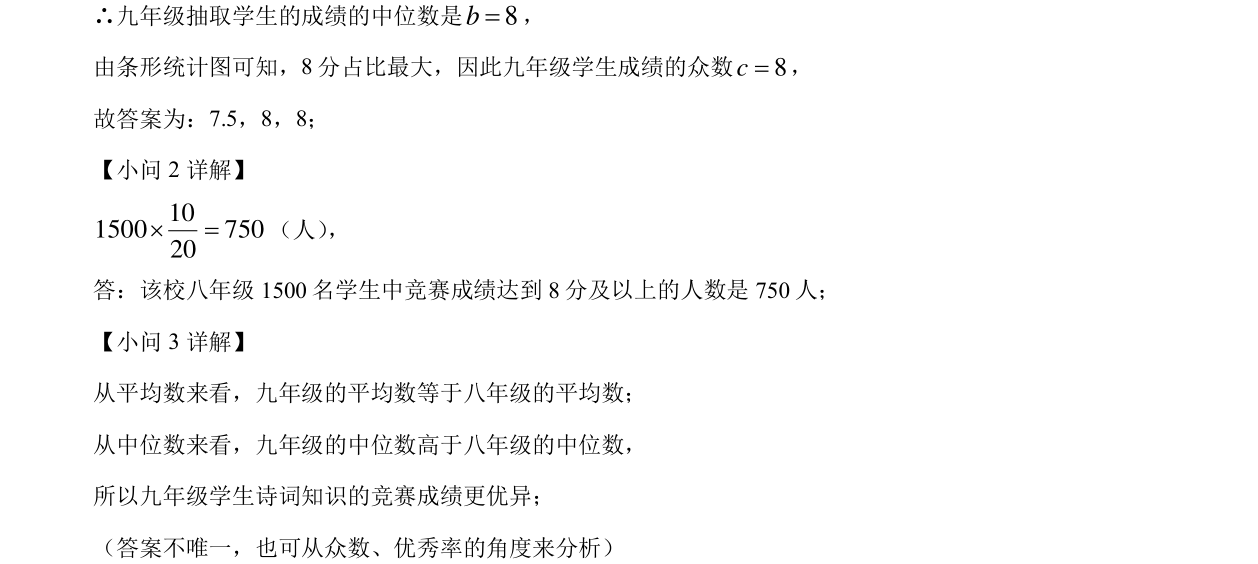 ∴九年级抽取学生的成绩的中位数是b=8，
由条形统计图可知，8分占比最大，因此九年级学生成绩的众数c=8，
故答案为：7.5，8，8；
【小问2详解】
1500×10/20=750（人），
答：该校八年级1500名学生中竞赛成绩达到8分及以上的人数是750人；
【小问3详解】
从平均数来看，九年级的平均数等于八年级的平均数；
从中位数来看，九年级的中位数高于八年级的中位数，
所以九年级学生诗词知识的竞赛成绩更优异；
（答案不唯一，也可从众数、优秀率的角度来分析）